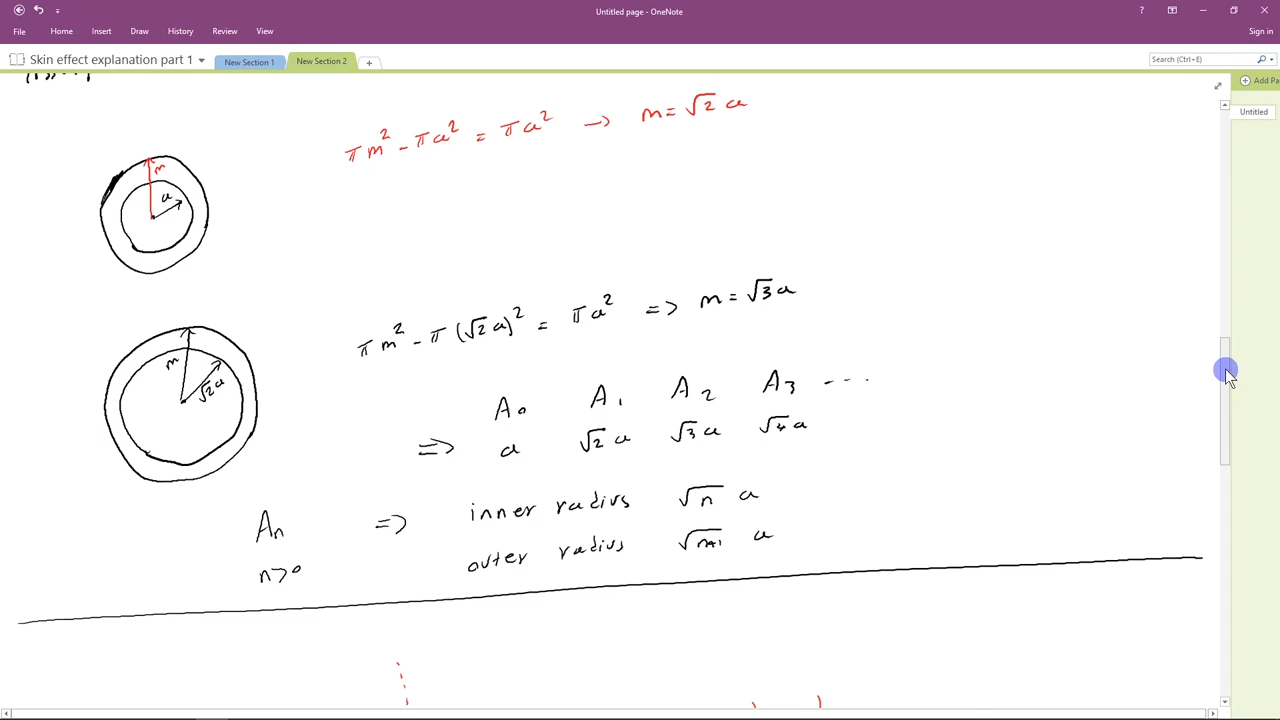 Untitled page - OneNote
?
File Home Insert Draw History Review View
Sign in
Skin effect explanation part 1
New Section 1
New Section 2
+
Search (Ctrl+E)
Add Pa
Untitled
πm² - πa² = πa² → m = √2 a
m
a
πm² - π(√2 a)² = πa² => m = √3 a
m
√2 a
A₀ A₁ A₂ A₃ ----
=> a √2 a √3 a √4 a
Aₙ => inner radius √n a
n>0 outer radius √n+1 a